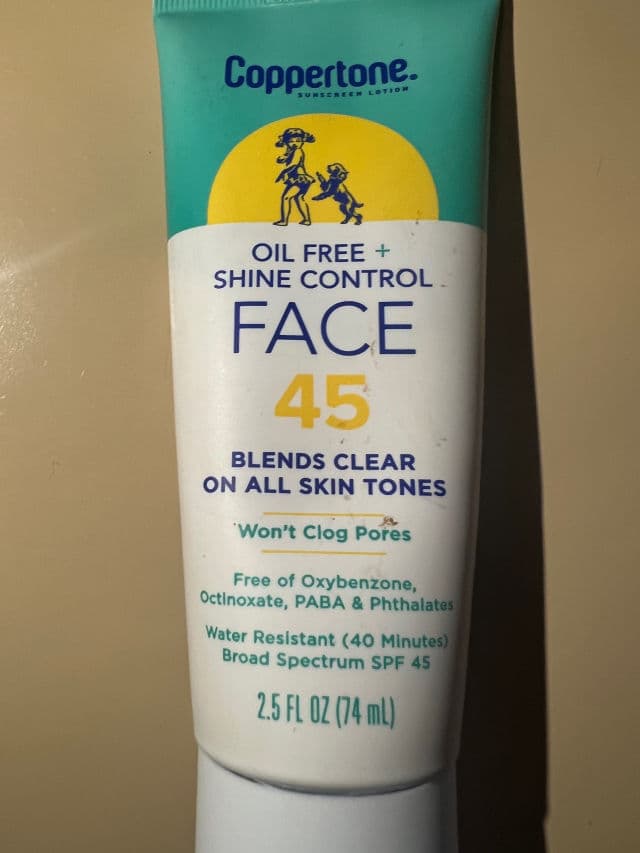 Coppertone.
SUNSCREEN LOTION
OIL FREE +
SHINE CONTROL
FACE
45
BLENDS CLEAR
ON ALL SKIN TONES
Won't Clog Pores
Free of Oxybenzone,
Octinoxate, PABA & Phthalates
Water Resistant (40 Minutes)
Broad Spectrum SPF 45
2.5 FL OZ (74 mL)